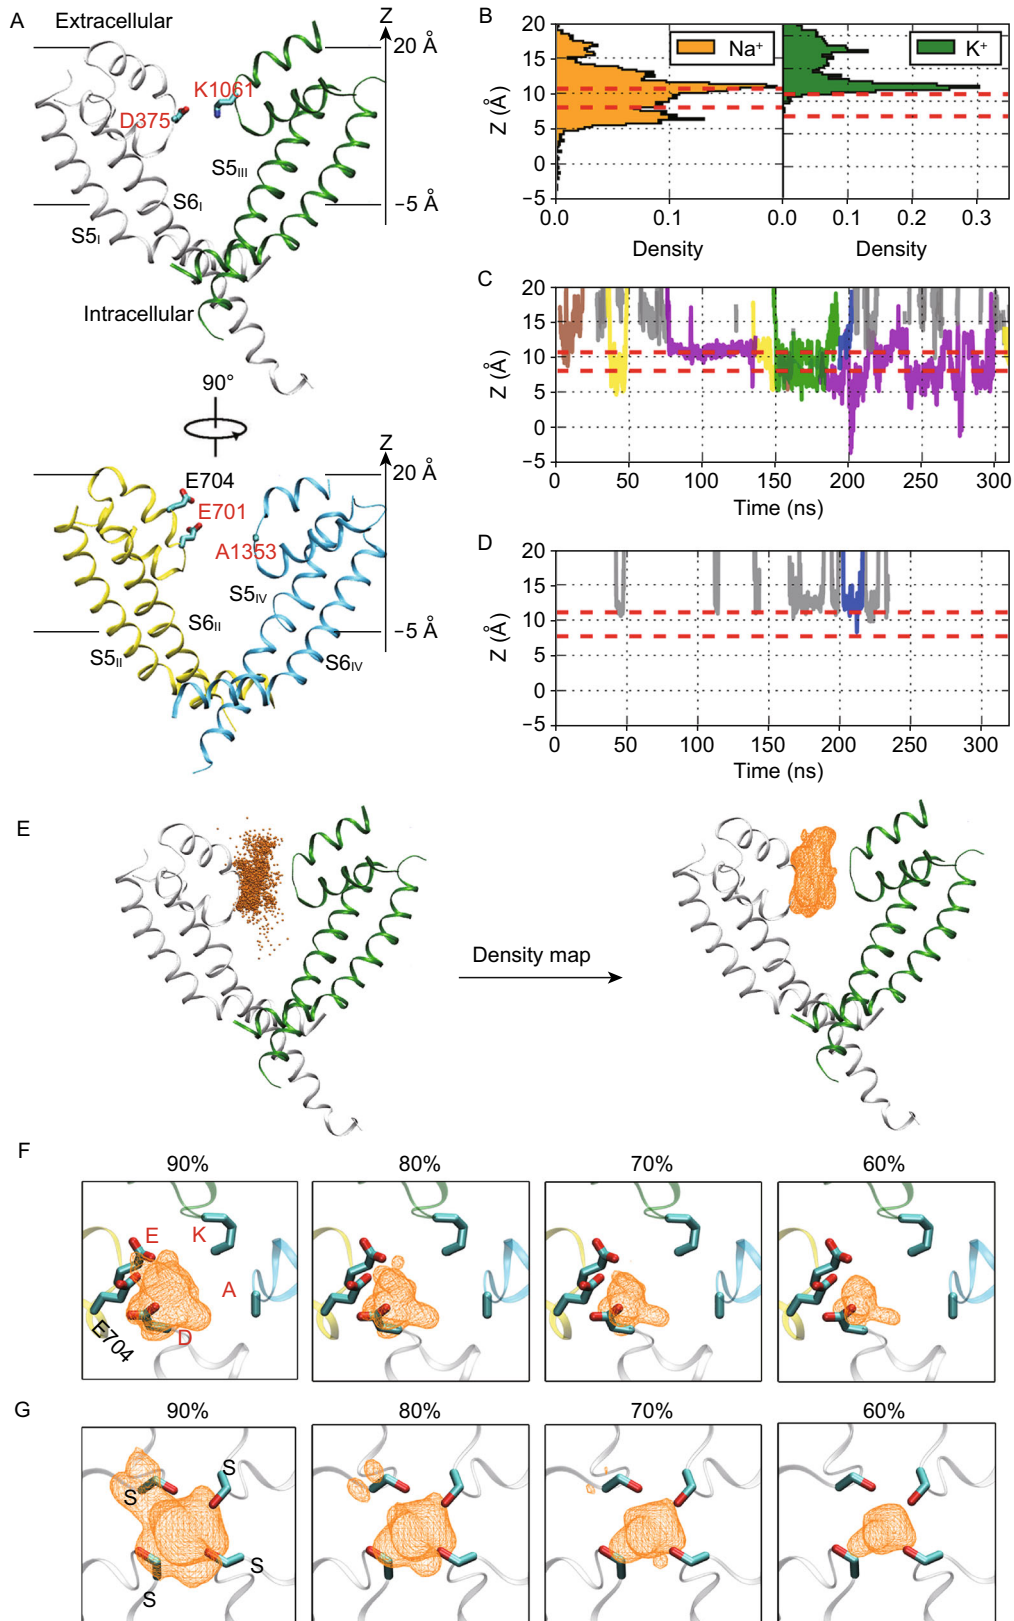 A
Extracellular
Z
20 Å
K1061
D375
S5III
S6I
S5I
−5 Å
Intracellular
90°
Z
20 Å
E704
E701
A1353
S5IV
S6II
−5 Å
S5II
S6IV
B
Z (Å)
20
15
10
5
0
−5
Na⁺
K⁺
0.0
0.1
0.0
0.1
0.2
0.3
Density
Density
C
Z (Å)
20
15
10
5
0
−5
0
50
100
150
200
250
300
Time (ns)
D
Z (Å)
20
15
10
5
0
−5
0
50
100
150
200
250
300
Time (ns)
E
Density map
F
90%
80%
70%
60%
E
K
A
D
E704
G
90%
80%
70%
60%
S
S
S
S